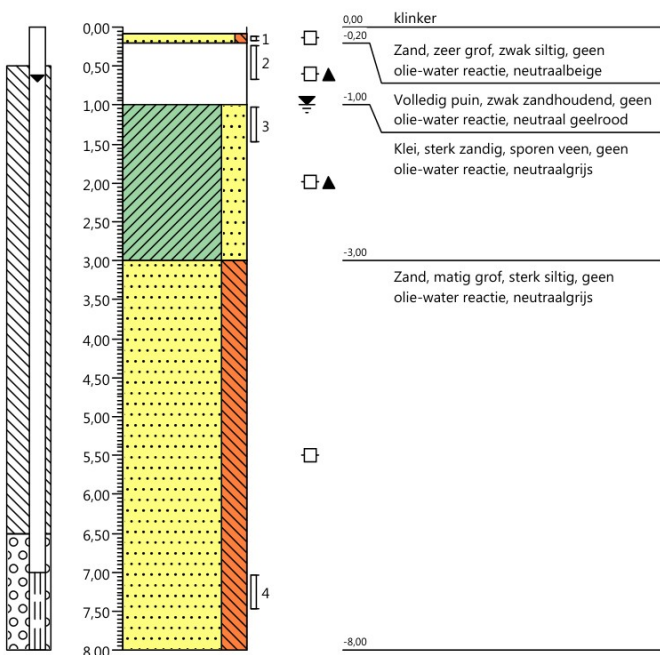 0,00
0,50
1,00
1,50
2,00
2,50
3,00
3,50
4,00
4,50
5,00
5,50
6,00
6,50
7,00
7,50
8,00
1
2
3
4
0,00
klinker
-0,20
Zand, zeer grof, zwak siltig, geen
olie-water reactie, neutraalbeige
-1,00
Volledig puin, zwak zandhoudend, geen
olie-water reactie, neutraal geelrood
Klei, sterk zandig, sporen veen, geen
olie-water reactie, neutraalgrijs
-3,00
Zand, matig grof, sterk siltig, geen
olie-water reactie, neutraalgrijs
-8,00